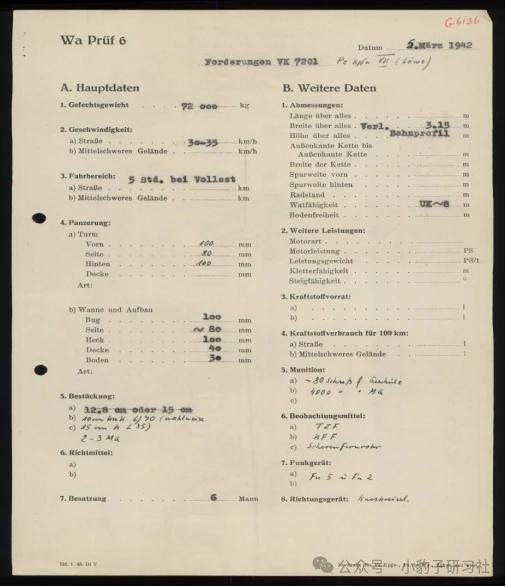 G.6136
Wa Prüf 6
Datum 5. März 1942
Forderungen VK 7201 Pz Kpfw VII (Löwe)
A. Hauptdaten
1. Gefechtsgewicht 72 000 kg
2. Geschwindigkeit:
a) Straße 30-35 km/h
b) Mittelschweres Gelände km/h
3. Fahrbereich: 5 Std. bei Vollast
a) Straße km
b) Mittelschweres Gelände km
4. Panzerung:
a) Turm
Vorn 100 mm
Seite 80 mm
Hinten 100 mm
Decke mm
Art:
b) Wanne und Aufbau
Bug 100 mm
Seite ~ 80 mm
Heck 100 mm
Decke 40 mm
Boden 30 mm
Art:
5. Bestückung:
a) 12,8 cm oder 15 cm
b) 10 cm KwK L/70 (wahlweise
c) 15 cm K L 35)
2-3 MG
6. Richtmittel:
a)
b)
7. Besatzung 6 Mann
B. Weitere Daten
1. Abmessungen:
Länge über alles m
Breite über alles Verl. 3.15 m
Höhe über alles Bahnprofil m
Außenkante Kette bis
Außenkante Kette m
Breite der Kette m
Spurweite vorn m
Spurweite hinten m
Radstand m
Watfähigkeit UK~8 m
Bodenfreiheit m
2. Weitere Leistungen:
Motorart
Motorleistung PS
Leistungsgewicht PS/t
Kletterfähigkeit m
Steigfähigkeit °
3. Kraftstoffvorrat:
a) l
b) l
4. Kraftstoffverbrauch für 100 km:
a) Straße l
b) Mittelschweres Gelände l
5. Munition:
a) ~80 Schuß f. Geschütz
b) 4000 " " MG
c)
6. Beobachtungsmittel:
a) TZF
b) KFF
c) Scherenfernrohr
7. Funkgerät:
a) Fu 5 u Fu 2
b)
8. Richtungsgerät: Kurskreisel.
公众号 · 小豹子研习社